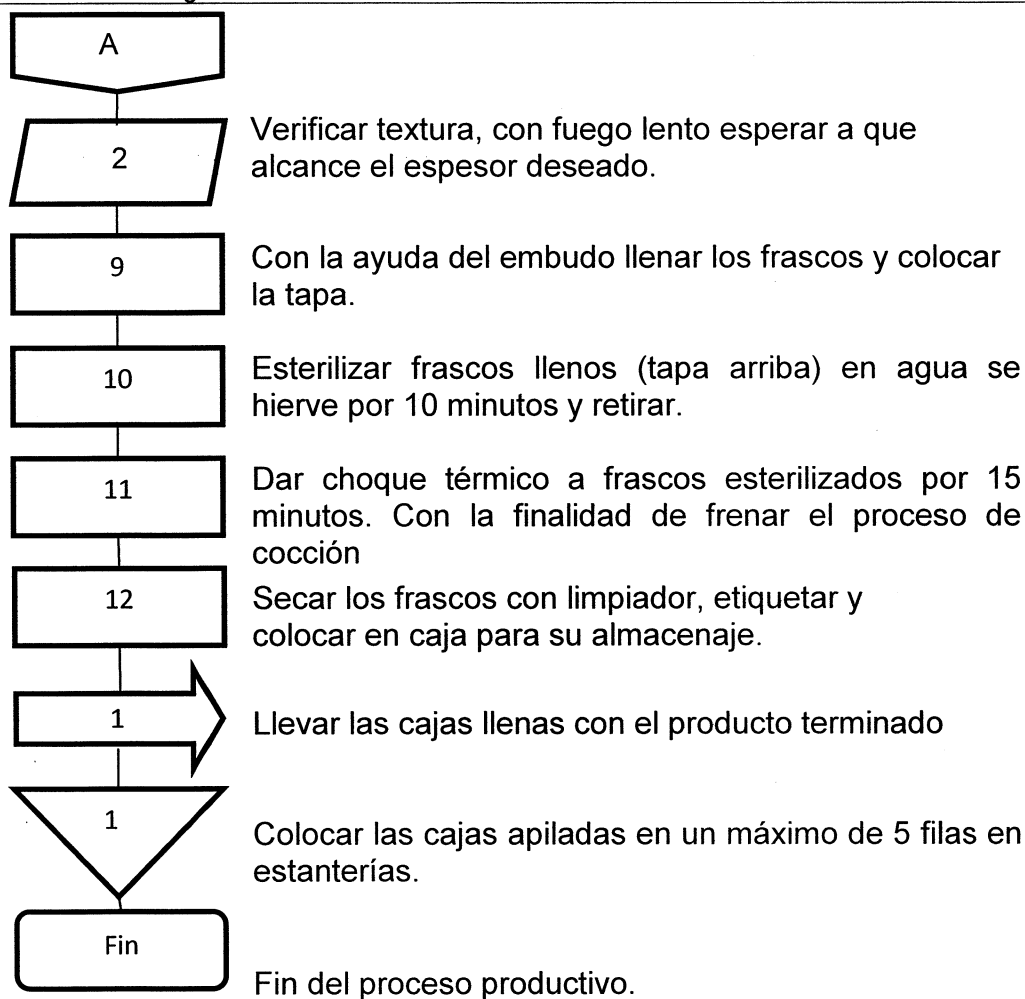 A
2
Verificar textura, con fuego lento esperar a que
alcance el espesor deseado.
9
Con la ayuda del embudo llenar los frascos y colocar
la tapa.
10
Esterilizar frascos llenos (tapa arriba) en agua se
hierve por 10 minutos y retirar.
11
Dar choque térmico a frascos esterilizados por 15
minutos. Con la finalidad de frenar el proceso de
cocción
12
Secar los frascos con limpiador, etiquetar y
colocar en caja para su almacenaje.
1
Llevar las cajas llenas con el producto terminado
1
Colocar las cajas apiladas en un máximo de 5 filas en
estanterías.
Fin
Fin del proceso productivo.